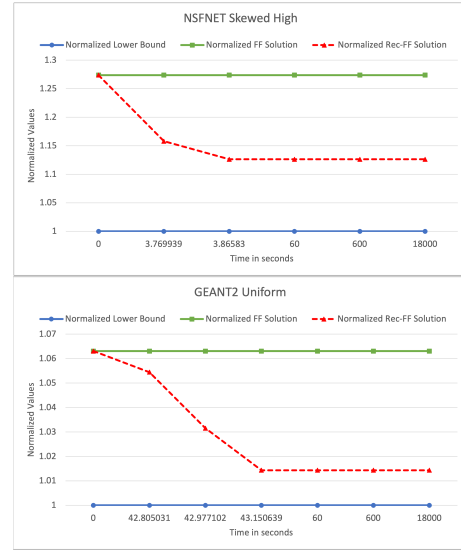 NSFNET Skewed High
Normalized Lower Bound Normalized FF Solution Normalized Rec-FF Solution
1.3
1.25
1.2
1.15
1.1
1.05
1
Normalized Values
0 3.769939 3.86583 60 600 18000
Time in seconds
GEANT2 Uniform
Normalized Lower Bound Normalized FF Solution Normalized Rec-FF Solution
1.07
1.06
1.05
1.04
1.03
1.02
1.01
1
Normalized Values
0 42.805031 42.977102 43.150639 60 600 18000
Time in seconds